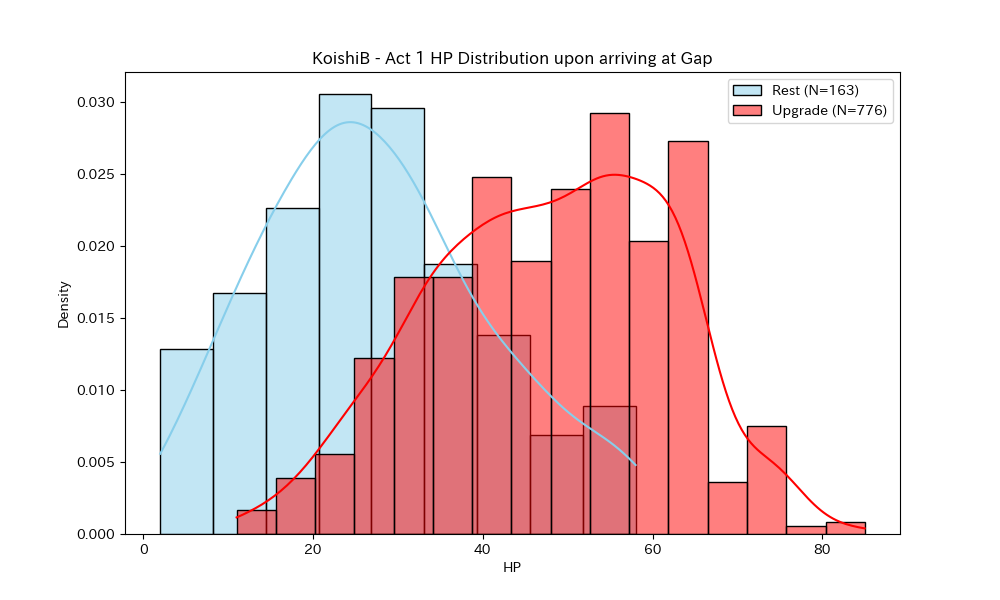 KoishiB - Act 1 HP Distribution upon arriving at Gap
Rest (N=163)
Upgrade (N=776)
Density
0.030
0.025
0.020
0.015
0.010
0.005
0.000
0
20
40
60
80
HP